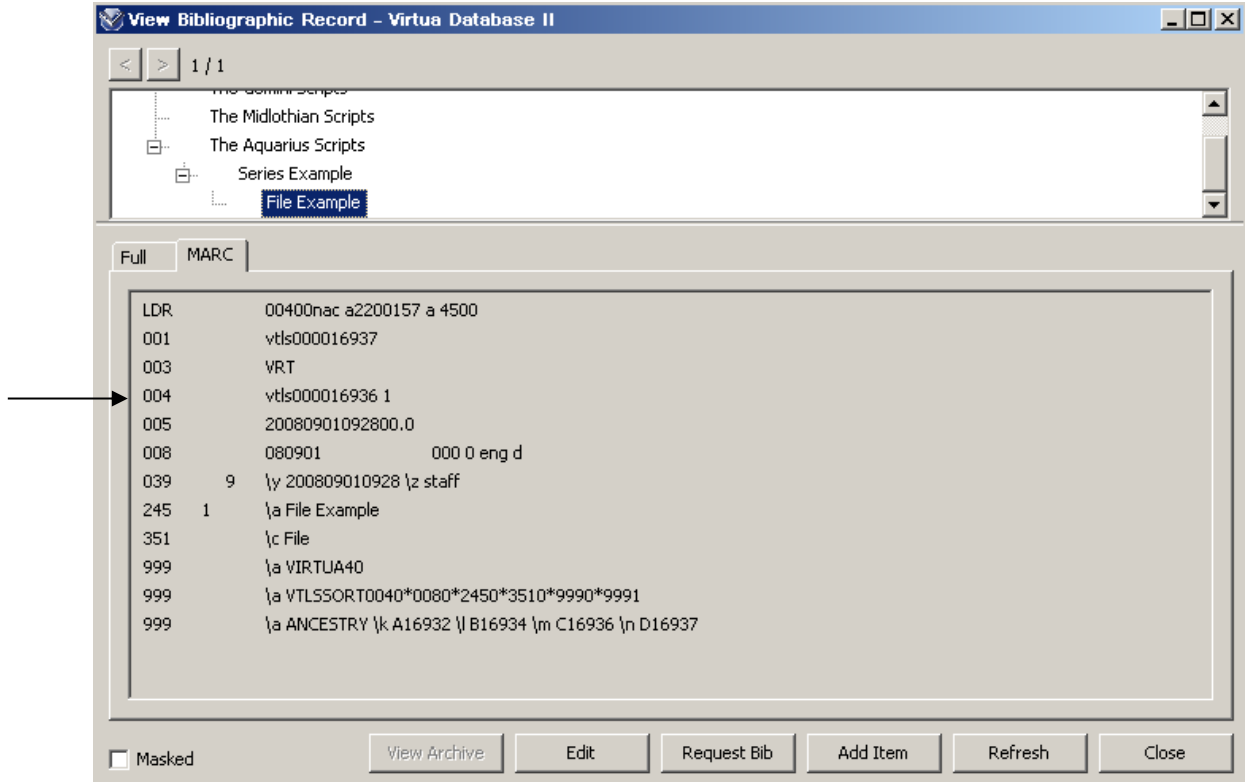 View Bibliographic Record - Virtua Database II
< > 1 / 1
The Gemini Scripts
The Midlothian Scripts
The Aquarius Scripts
Series Example
File Example
Full MARC
LDR 00400nac a2200157 a 4500
001 vtls000016937
003 VRT
004 vtls000016936 1
005 20080901092800.0
008 080901 000 0 eng d
039 9 \y 200809010928 \z staff
245 1 \a File Example
351 \c File
999 \a VIRTUA40
999 \a VTLSSORT0040*0080*2450*3510*9990*9991
999 \a ANCESTRY \k A16932 \l B16934 \m C16936 \n D16937
Masked View Archive Edit Request Bib Add Item Refresh Close